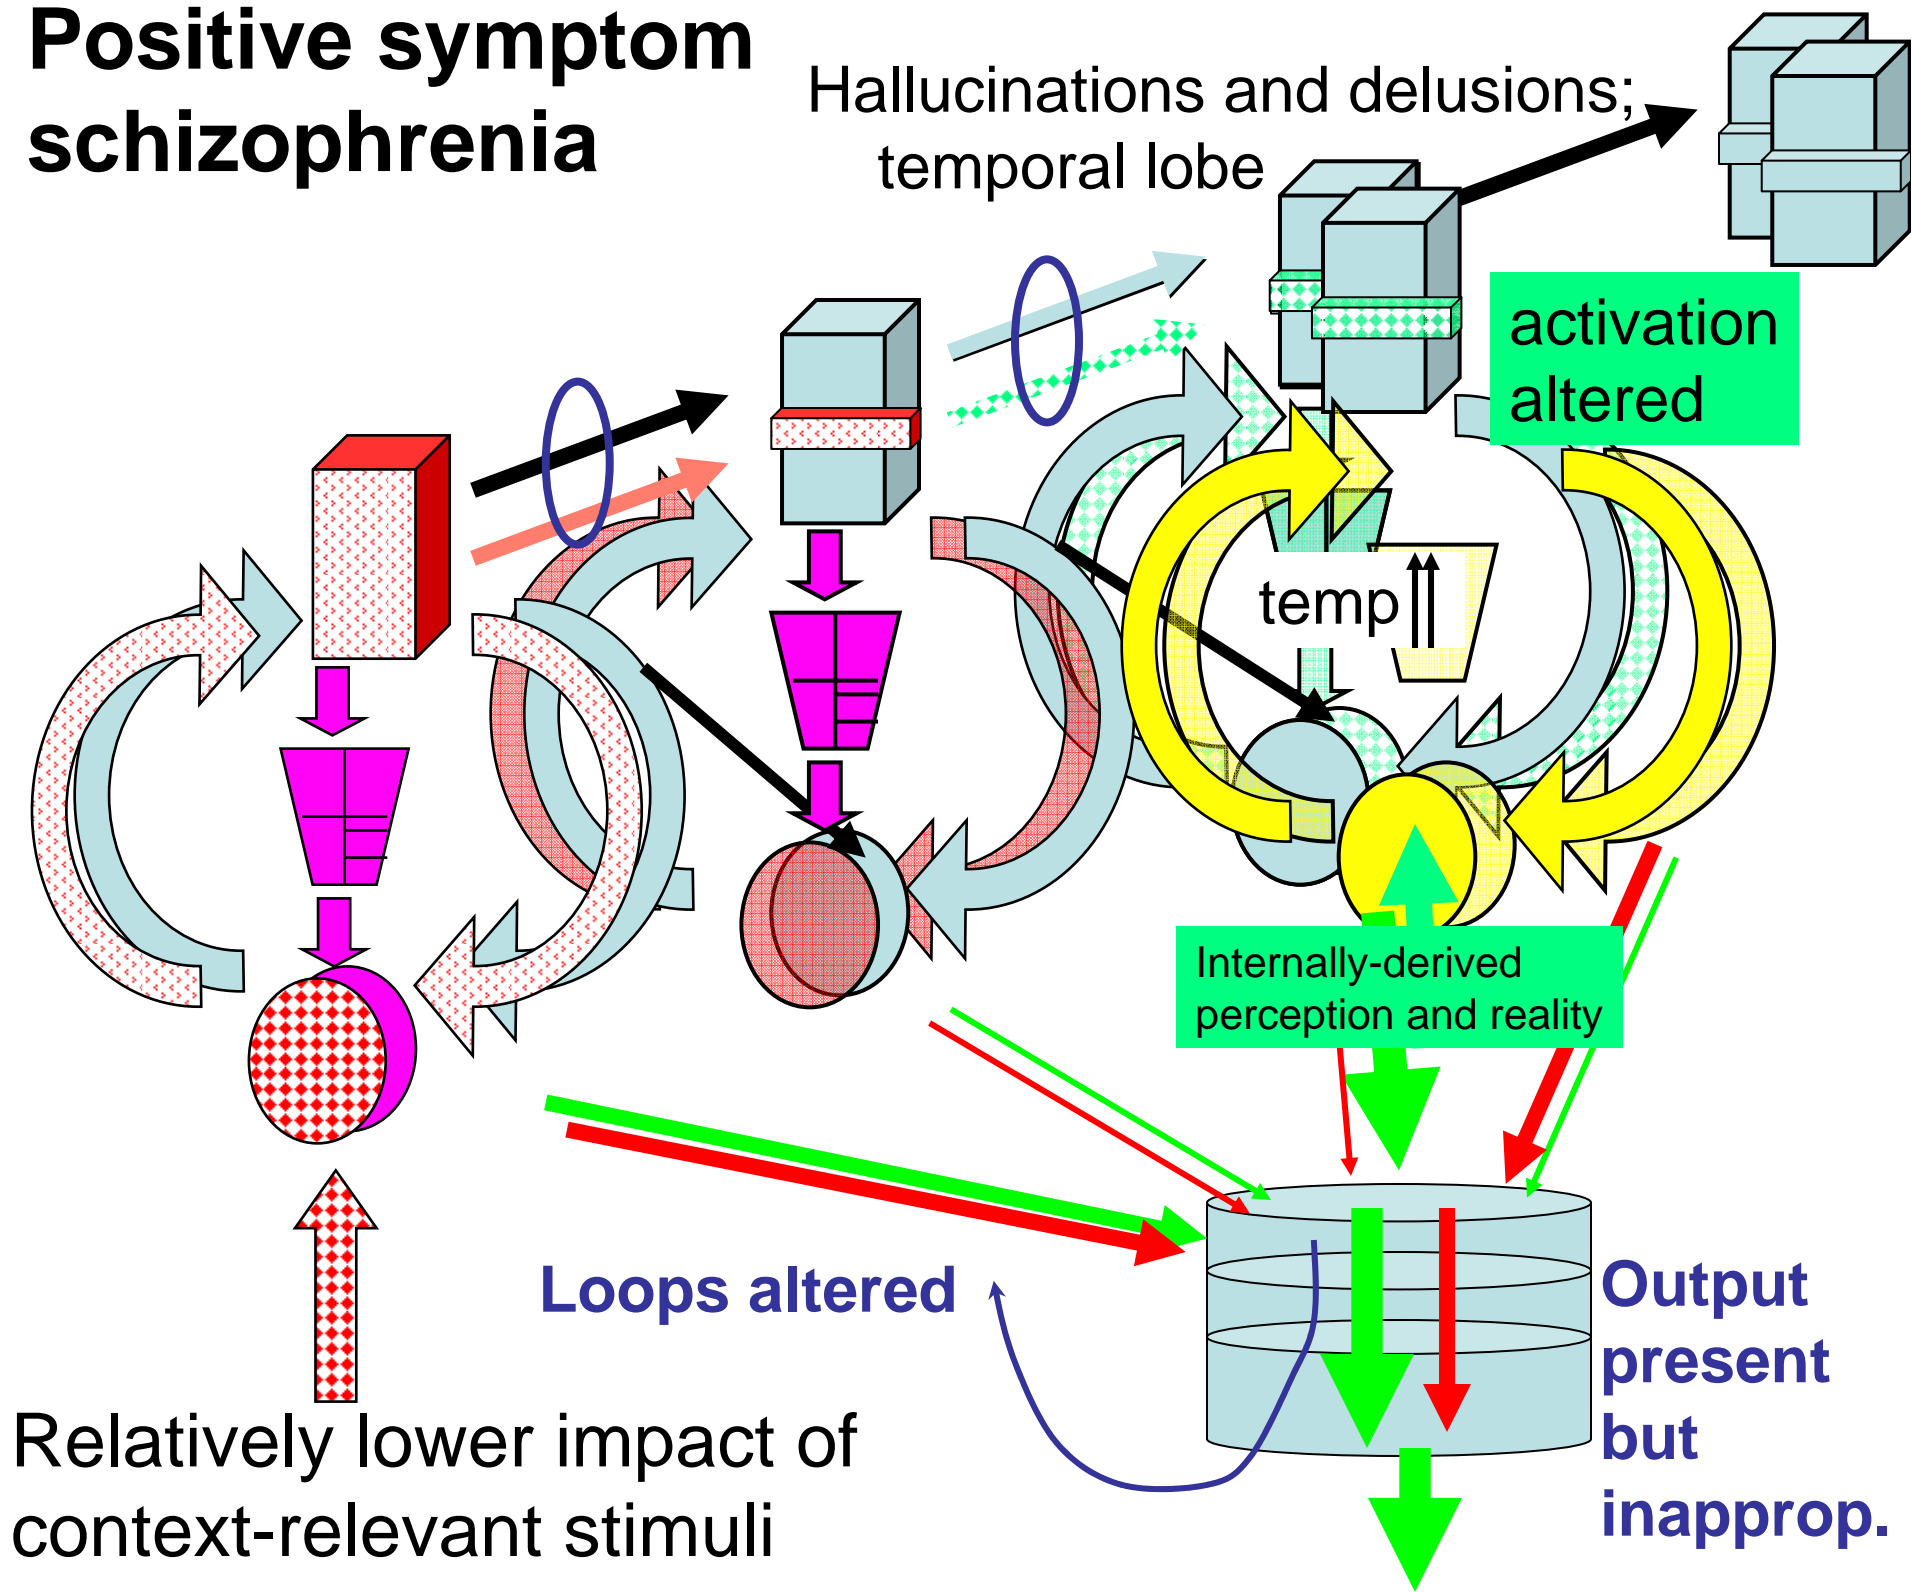 Positive symptom
schizophrenia
Hallucinations and delusions;
temporal lobe
activation
altered
temp
Internally-derived
perception and reality
Loops altered
Output
present
but
inapprop.
Relatively lower impact of
context-relevant stimuli